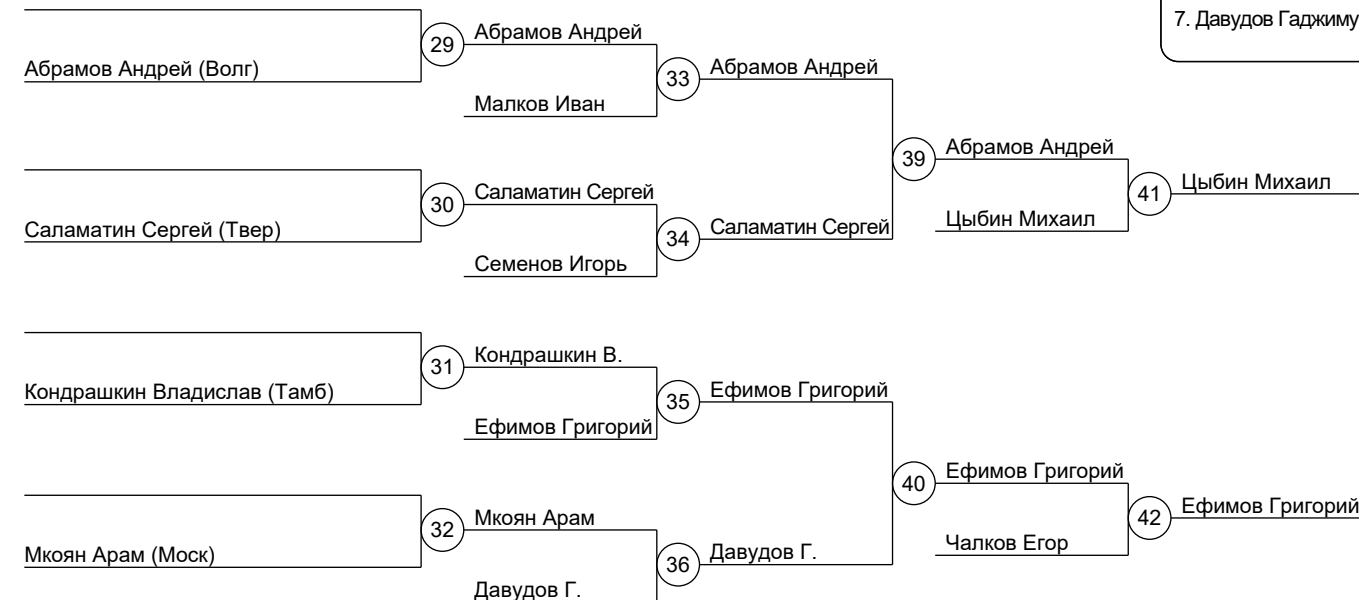 7. Давудов Гаджиму
29
Абрамов Андрей
Абрамов Андрей (Волг)
33
Абрамов Андрей
Малков Иван
39
Абрамов Андрей
30
Саламатин Сергей
41
Цыбин Михаил
Саламатин Сергей (Твер)
34
Саламатин Сергей
Цыбин Михаил
Семенов Игорь
31
Кондрашкин В.
Кондрашкин Владислав (Тамб)
35
Ефимов Григорий
Ефимов Григорий
40
Ефимов Григорий
32
Мкоян Арам
42
Ефимов Григорий
Мкоян Арам (Моск)
36
Давудов Г.
Чалков Егор
Давудов Г.